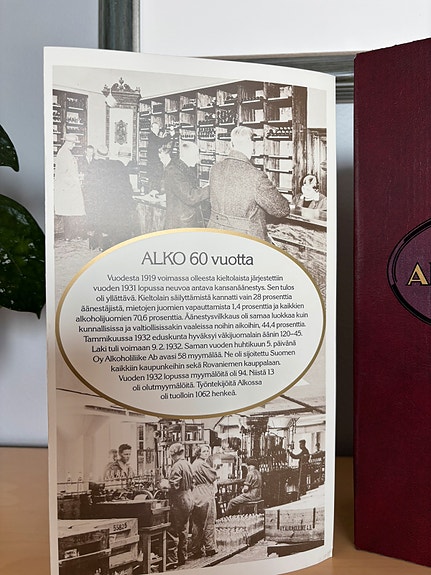 ALKO 60 vuotta
Vuodesta 1919 voimassa olleesta kieltolaista järjestettiin
vuoden 1931 lopussa neuvoa antava kansanäänestys. Sen tulos
oli yllättävä. Kieltolain säilyttämistä kannatti vain 28 prosenttia
äänestäjistä, mietojen juomien vapauttamista 1,4 prosenttia ja kaikkien
alkoholijuomien 70,6 prosenttia. Äänestysvilkkaus oli samaa luokkaa kuin
kunnallisissa ja valtiollisissakin vaaleissa noihin aikoihin, 44,4 prosenttia.
Tammikuussa 1932 eduskunta hyväksyi väkijuomalain äänin 120–45.
Laki tuli voimaan 9. 2. 1932. Saman vuoden huhtikuun 5. päivänä
Oy Alkoholiliike Ab avasi 58 myymälää. Ne oli sijoitettu Suomen
kaikkiin kaupunkeihin sekä Rovaniemen kauppalaan.
Vuoden 1932 lopussa myymälöitä oli 94. Niistä 13
oli olutmyymälöitä. Työntekijöitä Alkossa
oli tuolloin 1062 henkeä.